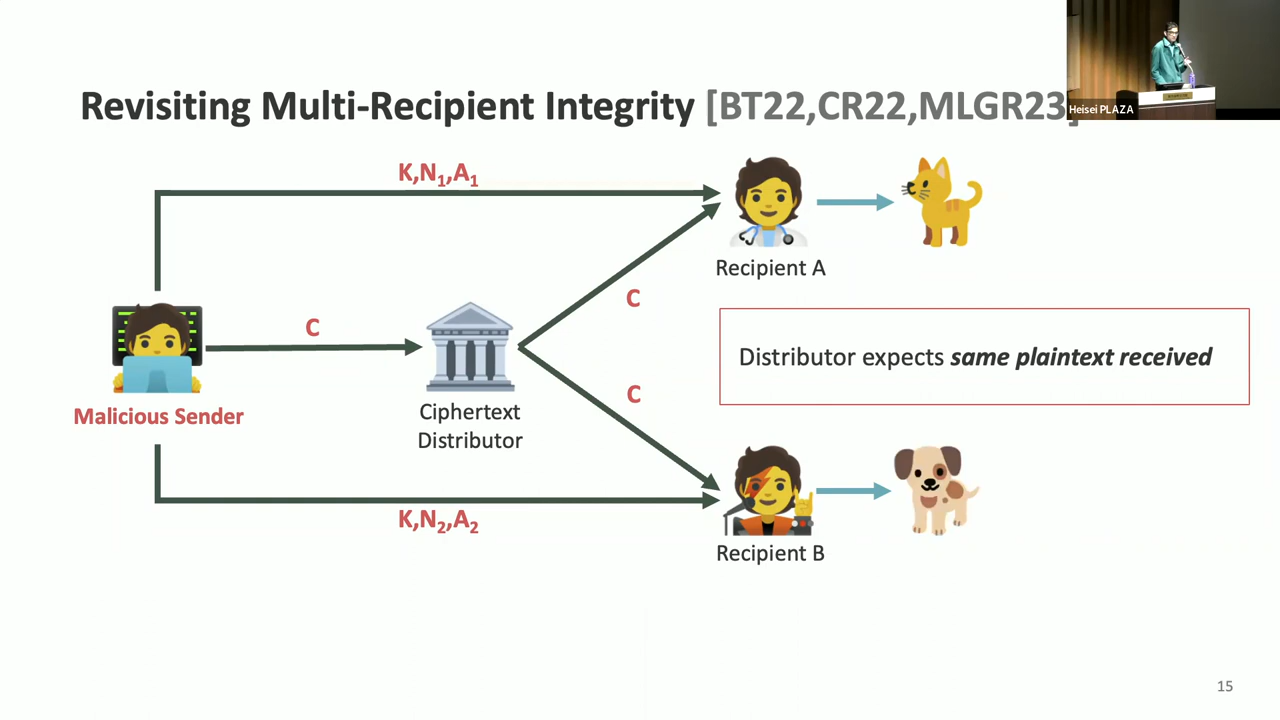 Revisiting Multi-Recipient Integrity [BT22,CR22,MLGR23]
Heisei PLAZA
K,N1,A1
Recipient A
C
C
Distributor expects same plaintext received
C
Malicious Sender
Ciphertext
Distributor
K,N2,A2
Recipient B
15